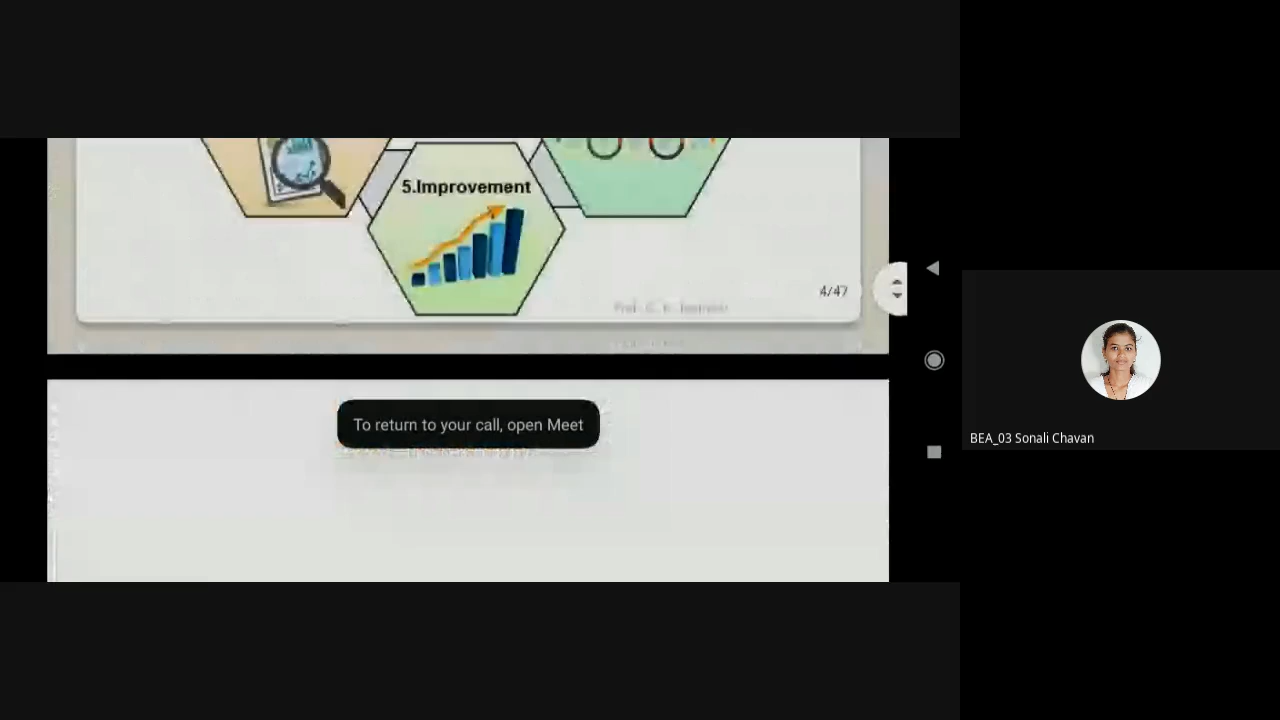 5.Improvement
4/47
To return to your call, open Meet
BEA_03 Sonali Chavan